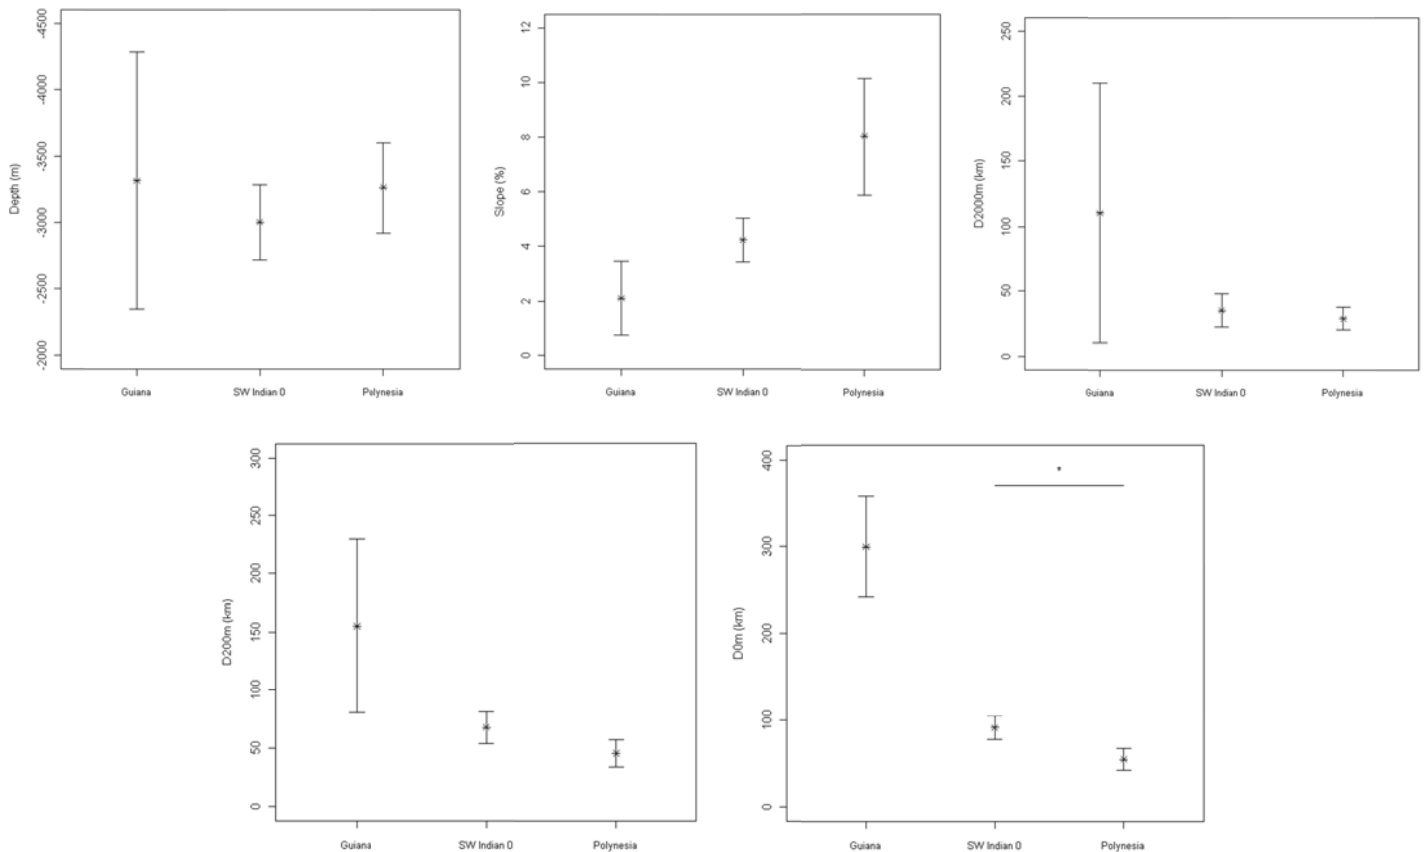 Depth (m)
-4500
-4000
-3500
-3000
-2500
-2000
Guiana
SW Indian O
Polynesia
Slope (%)
12
10
8
6
4
2
0
Guiana
SW Indian O
Polynesia
D2000m (km)
250
200
150
100
50
0
Guiana
SW Indian O
Polynesia
D200m (km)
300
250
200
150
100
50
0
Guiana
SW Indian O
Polynesia
D0m (km)
400
300
200
100
0
*
Guiana
SW Indian O
Polynesia